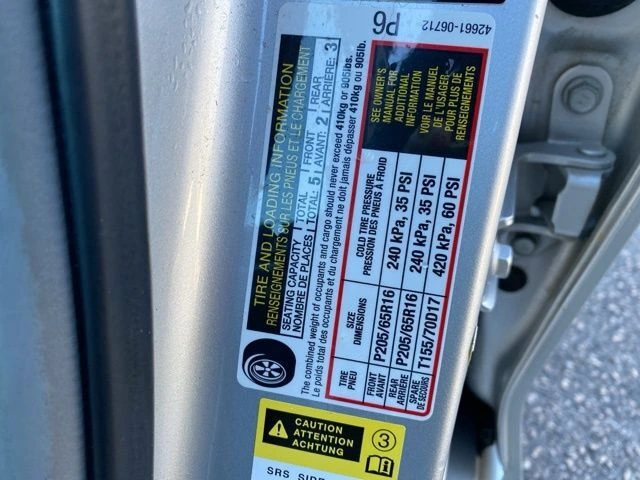 42661-06712
P6
TIRE AND LOADING INFORMATION
RENSEIGNEMENTS SUR LES PNEUS ET LE CHARGEMENT
SEATING CAPACITY | TOTAL | FRONT | REAR
NOMBRE DE PLACES | TOTAL: 5 | AVANT: 2 | ARRIÈRE: 3
The combined weight of occupants and cargo should never exceed 410kg or 905lbs.
Le poids total des occupants et du chargement ne doit jamais dépasser 410kg or 905lb.
TIRE
PNEU
SIZE
DIMENSIONS
COLD TIRE PRESSURE
PRESSION DES PNEUS À FROID
FRONT
AVANT
P205/65R16
240 kPa, 35 PSI
REAR
ARRIÈRE
P205/65R16
240 kPa, 35 PSI
SPARE
DE SECOURS
T155/70D17
420 kPa, 60 PSI
SEE OWNER'S
MANUAL FOR
ADDITIONAL
INFORMATION
VOIR LE MANUEL
DE L'USAGER
POUR PLUS DE
RENSEIGNEMENTS
CAUTION
ATTENTION
ACHTUNG
3
SRS SIDE